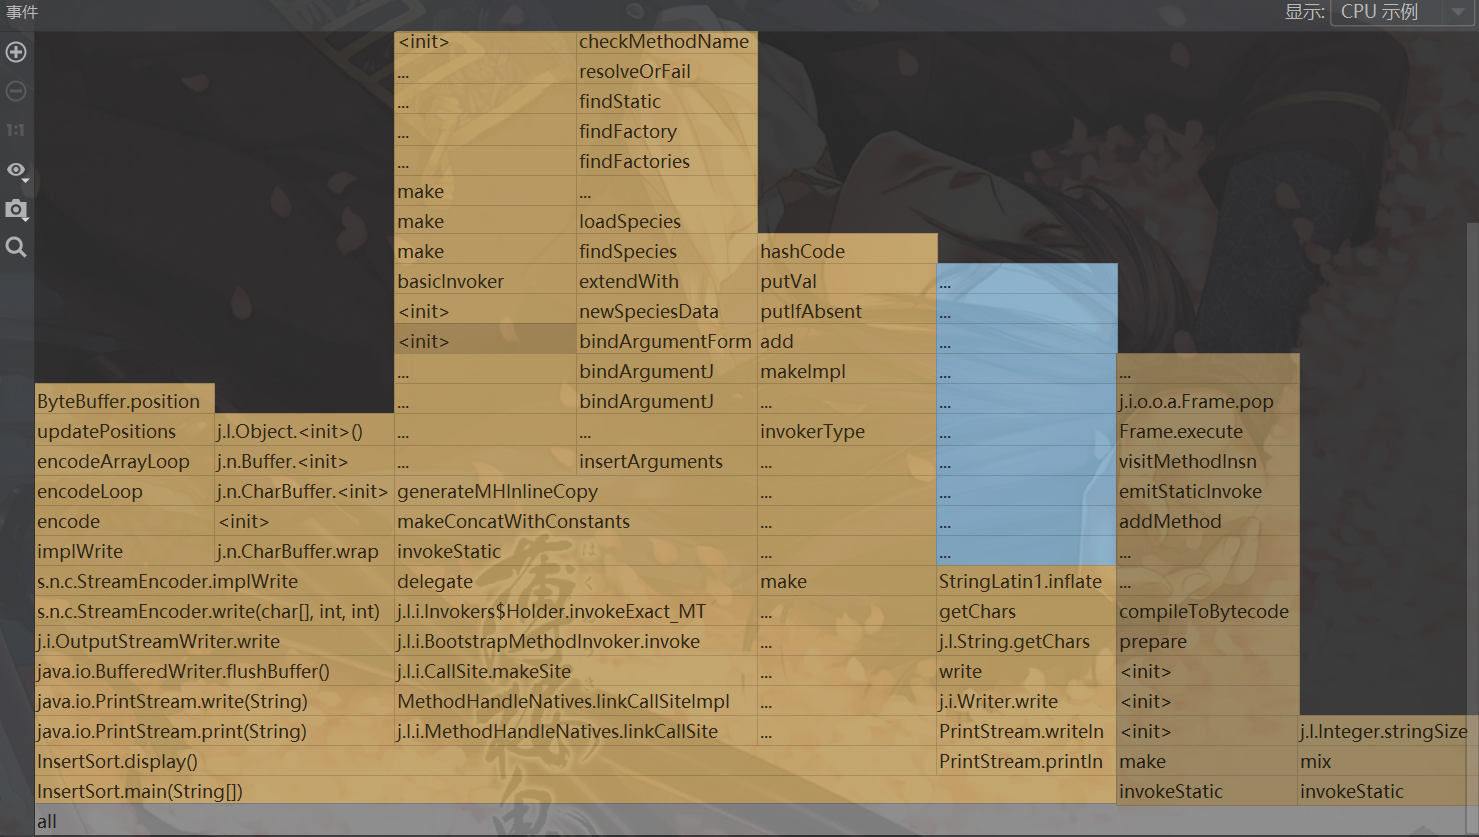 事件
显示: CPU 示例
<init> checkMethodName
... resolveOrFail
1:1 ... findStatic
... findFactory
... findFactories
make ...
make loadSpecies
make findSpecies hashCode
basicInvoker extendWith putVal ...
<init> newSpeciesData putIfAbsent ...
<init> bindArgumentForm add ...
... bindArgumentJ makeImpl ... ...
ByteBuffer.position ... bindArgumentJ ... ... j.i.o.o.a.Frame.pop
updatePositions j.l.Object.<init>() ... ... invokerType ... Frame.execute
encodeArrayLoop j.n.Buffer.<init> ... insertArguments ... ... visitMethodInsn
encodeLoop j.n.CharBuffer.<init> generateMHInlineCopy ... ... emitStaticInvoke
encode <init> makeConcatWithConstants ... ... addMethod
implWrite j.n.CharBuffer.wrap invokeStatic ... ... ...
s.n.c.StreamEncoder.implWrite delegate make StringLatin1.inflate ...
s.n.c.StreamEncoder.write(char[], int, int) j.l.i.Invokers$Holder.invokeExact_MT ... getChars compileToBytecode
j.i.OutputStreamWriter.write j.l.i.BootstrapMethodInvoker.invoke ... j.l.String.getChars prepare
java.io.BufferedWriter.flushBuffer() j.l.i.CallSite.makeSite ... write <init>
java.io.PrintStream.write(String) MethodHandleNatives.linkCallSiteImpl ... j.i.Writer.write <init>
java.io.PrintStream.print(String) j.l.i.MethodHandleNatives.linkCallSite ... PrintStream.writeln <init> j.l.Integer.stringSize
InsertSort.display() PrintStream.println make mix
InsertSort.main(String[]) invokeStatic invokeStatic
all